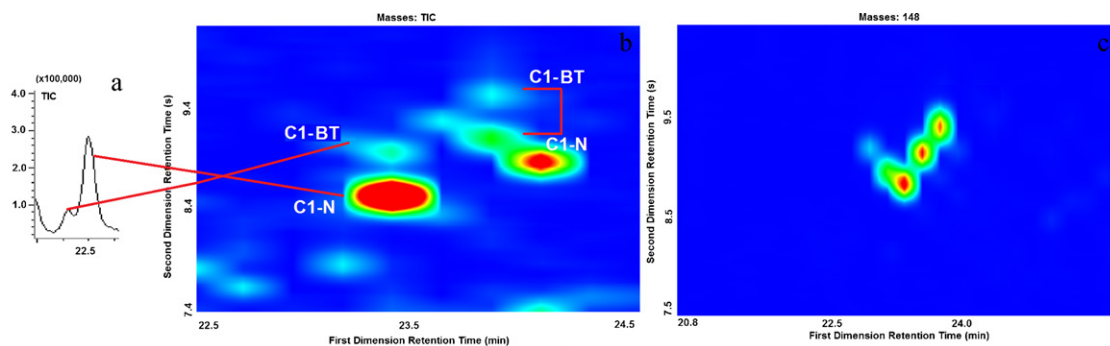 a
(x100,000)
TIC
4.0
3.0
2.0
1.0
22.5
Masses: TIC
b
C1-BT
C1-N
C1-BT
C1-N
Second Dimension Retention Time (s)
9.4
8.4
7.4
22.5
23.5
24.5
First Dimension Retention Time (min)
Masses: 148
c
Second Dimension Retention Time (s)
9.5
8.5
7.5
20.8
22.5
24.0
First Dimension Retention Time (min)